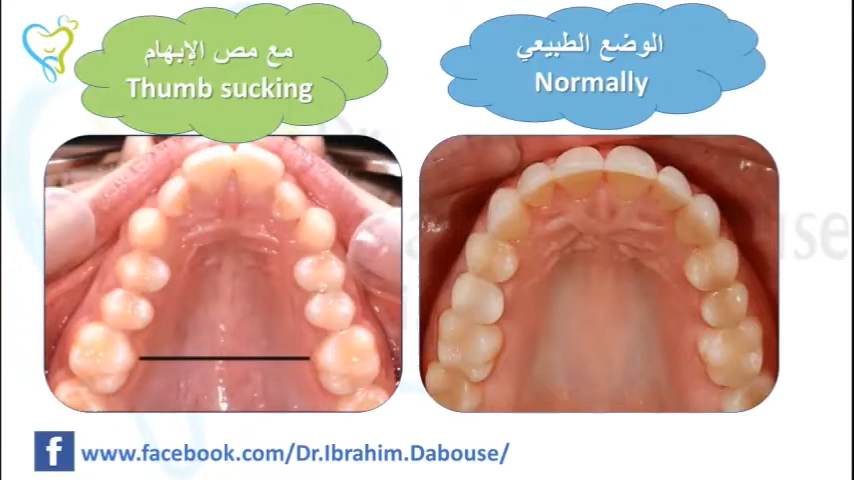 مع مص الإبهام
Thumb sucking
الوضع الطبيعي
Normally
www.facebook.com/Dr.Ibrahim.Dabouse/